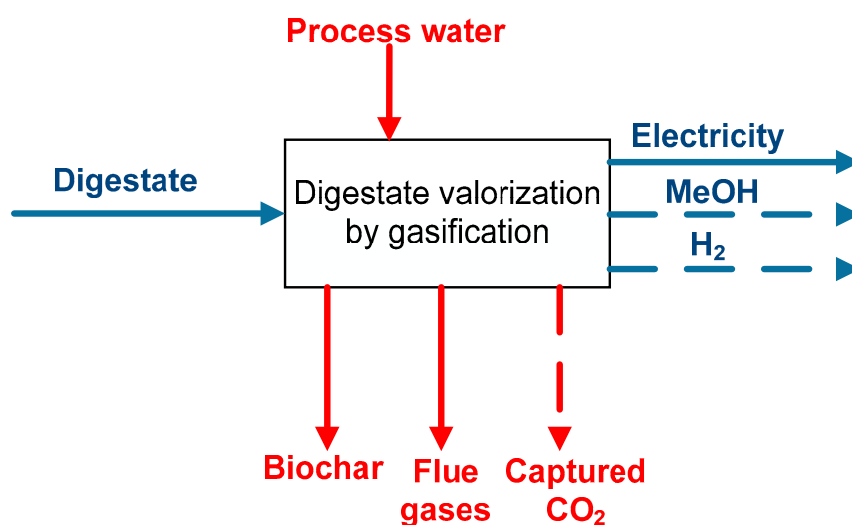 Process water
Electricity
Digestate
Digestate valorization
by gasification
MeOH
H₂
Biochar
Flue
gases
Captured
CO₂